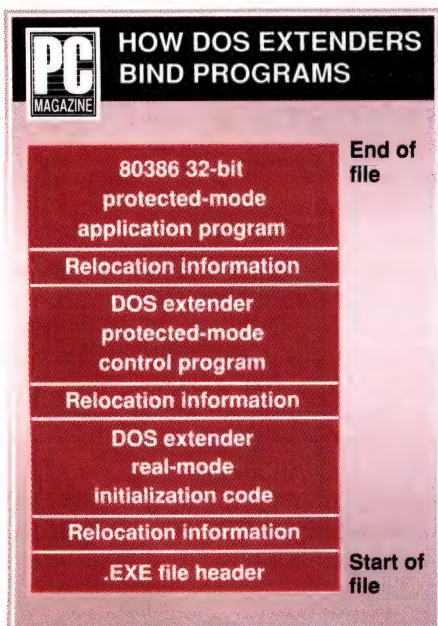 PC
MAGAZINE
HOW DOS EXTENDERS
BIND PROGRAMS
End of
file
80386 32-bit
protected-mode
application program
Relocation information
DOS extender
protected-mode
control program
Relocation information
DOS extender
real-mode
initialization code
Relocation information
.EXE file header
Start of
file